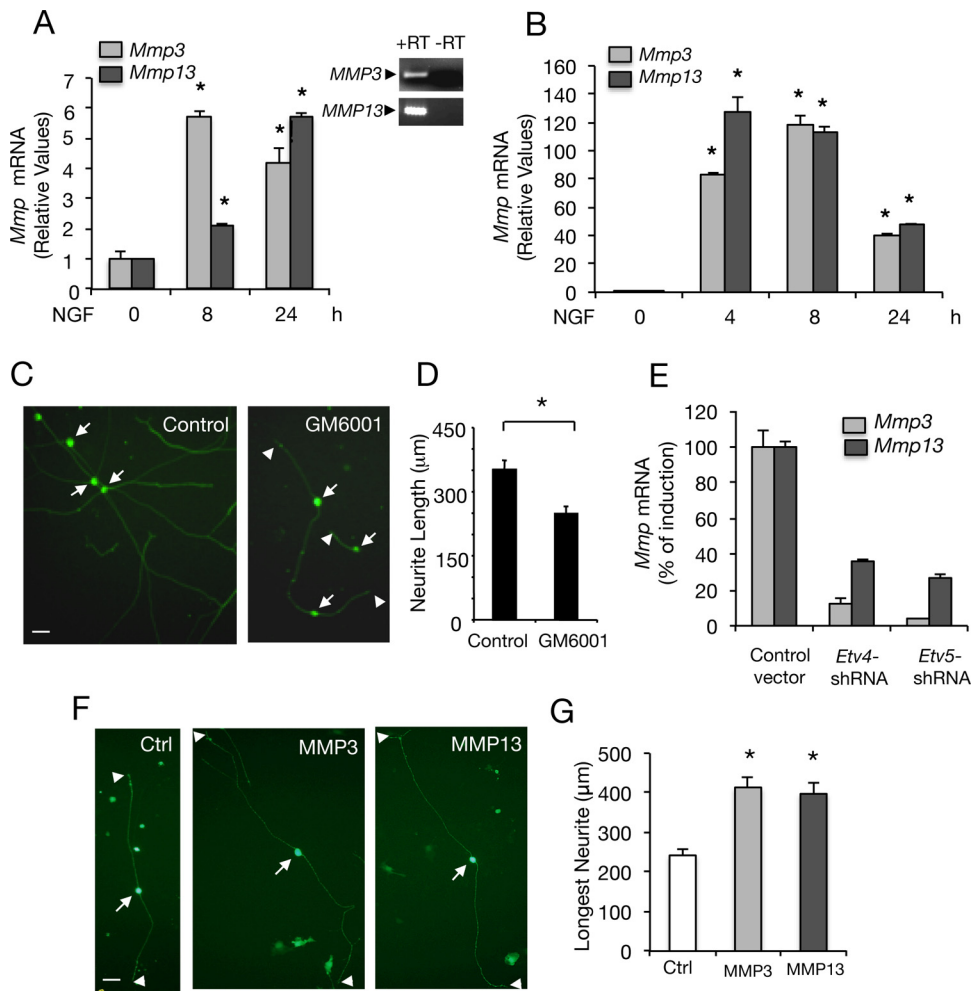 A
Mmp3
Mmp13
+RT -RT
MMP3
MMP13
Mmp mRNA
(Relative Values)
7
6
5
4
3
2
1
0
* * * *
NGF 0 8 24 h
B
Mmp3
Mmp13
Mmp mRNA
(Relative Values)
160
140
120
100
80
60
40
20
0
* * * * * *
NGF 0 4 8 24 h
C
Control
GM6001
D
*
Neurite Length (μm)
450
300
150
0
Control GM6001
E
Mmp3
Mmp13
Mmp mRNA
(% of induction)
120
100
80
60
40
20
0
Control
vector
Etv4-
shRNA
Etv5-
shRNA
F
Ctrl
MMP3
MMP13
G
Longest Neurite (μm)
500
400
300
200
100
0
* *
Ctrl MMP3 MMP13